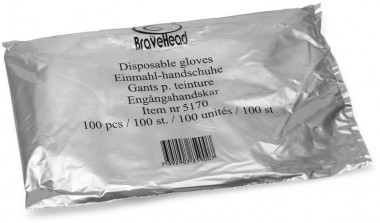 BraveHead
Disposable gloves
Einmahl-handschuhe
Gants p. teinture
Engångshandskar
Item nr 5170
100 pcs / 100 st. / 100 unités / 100 st